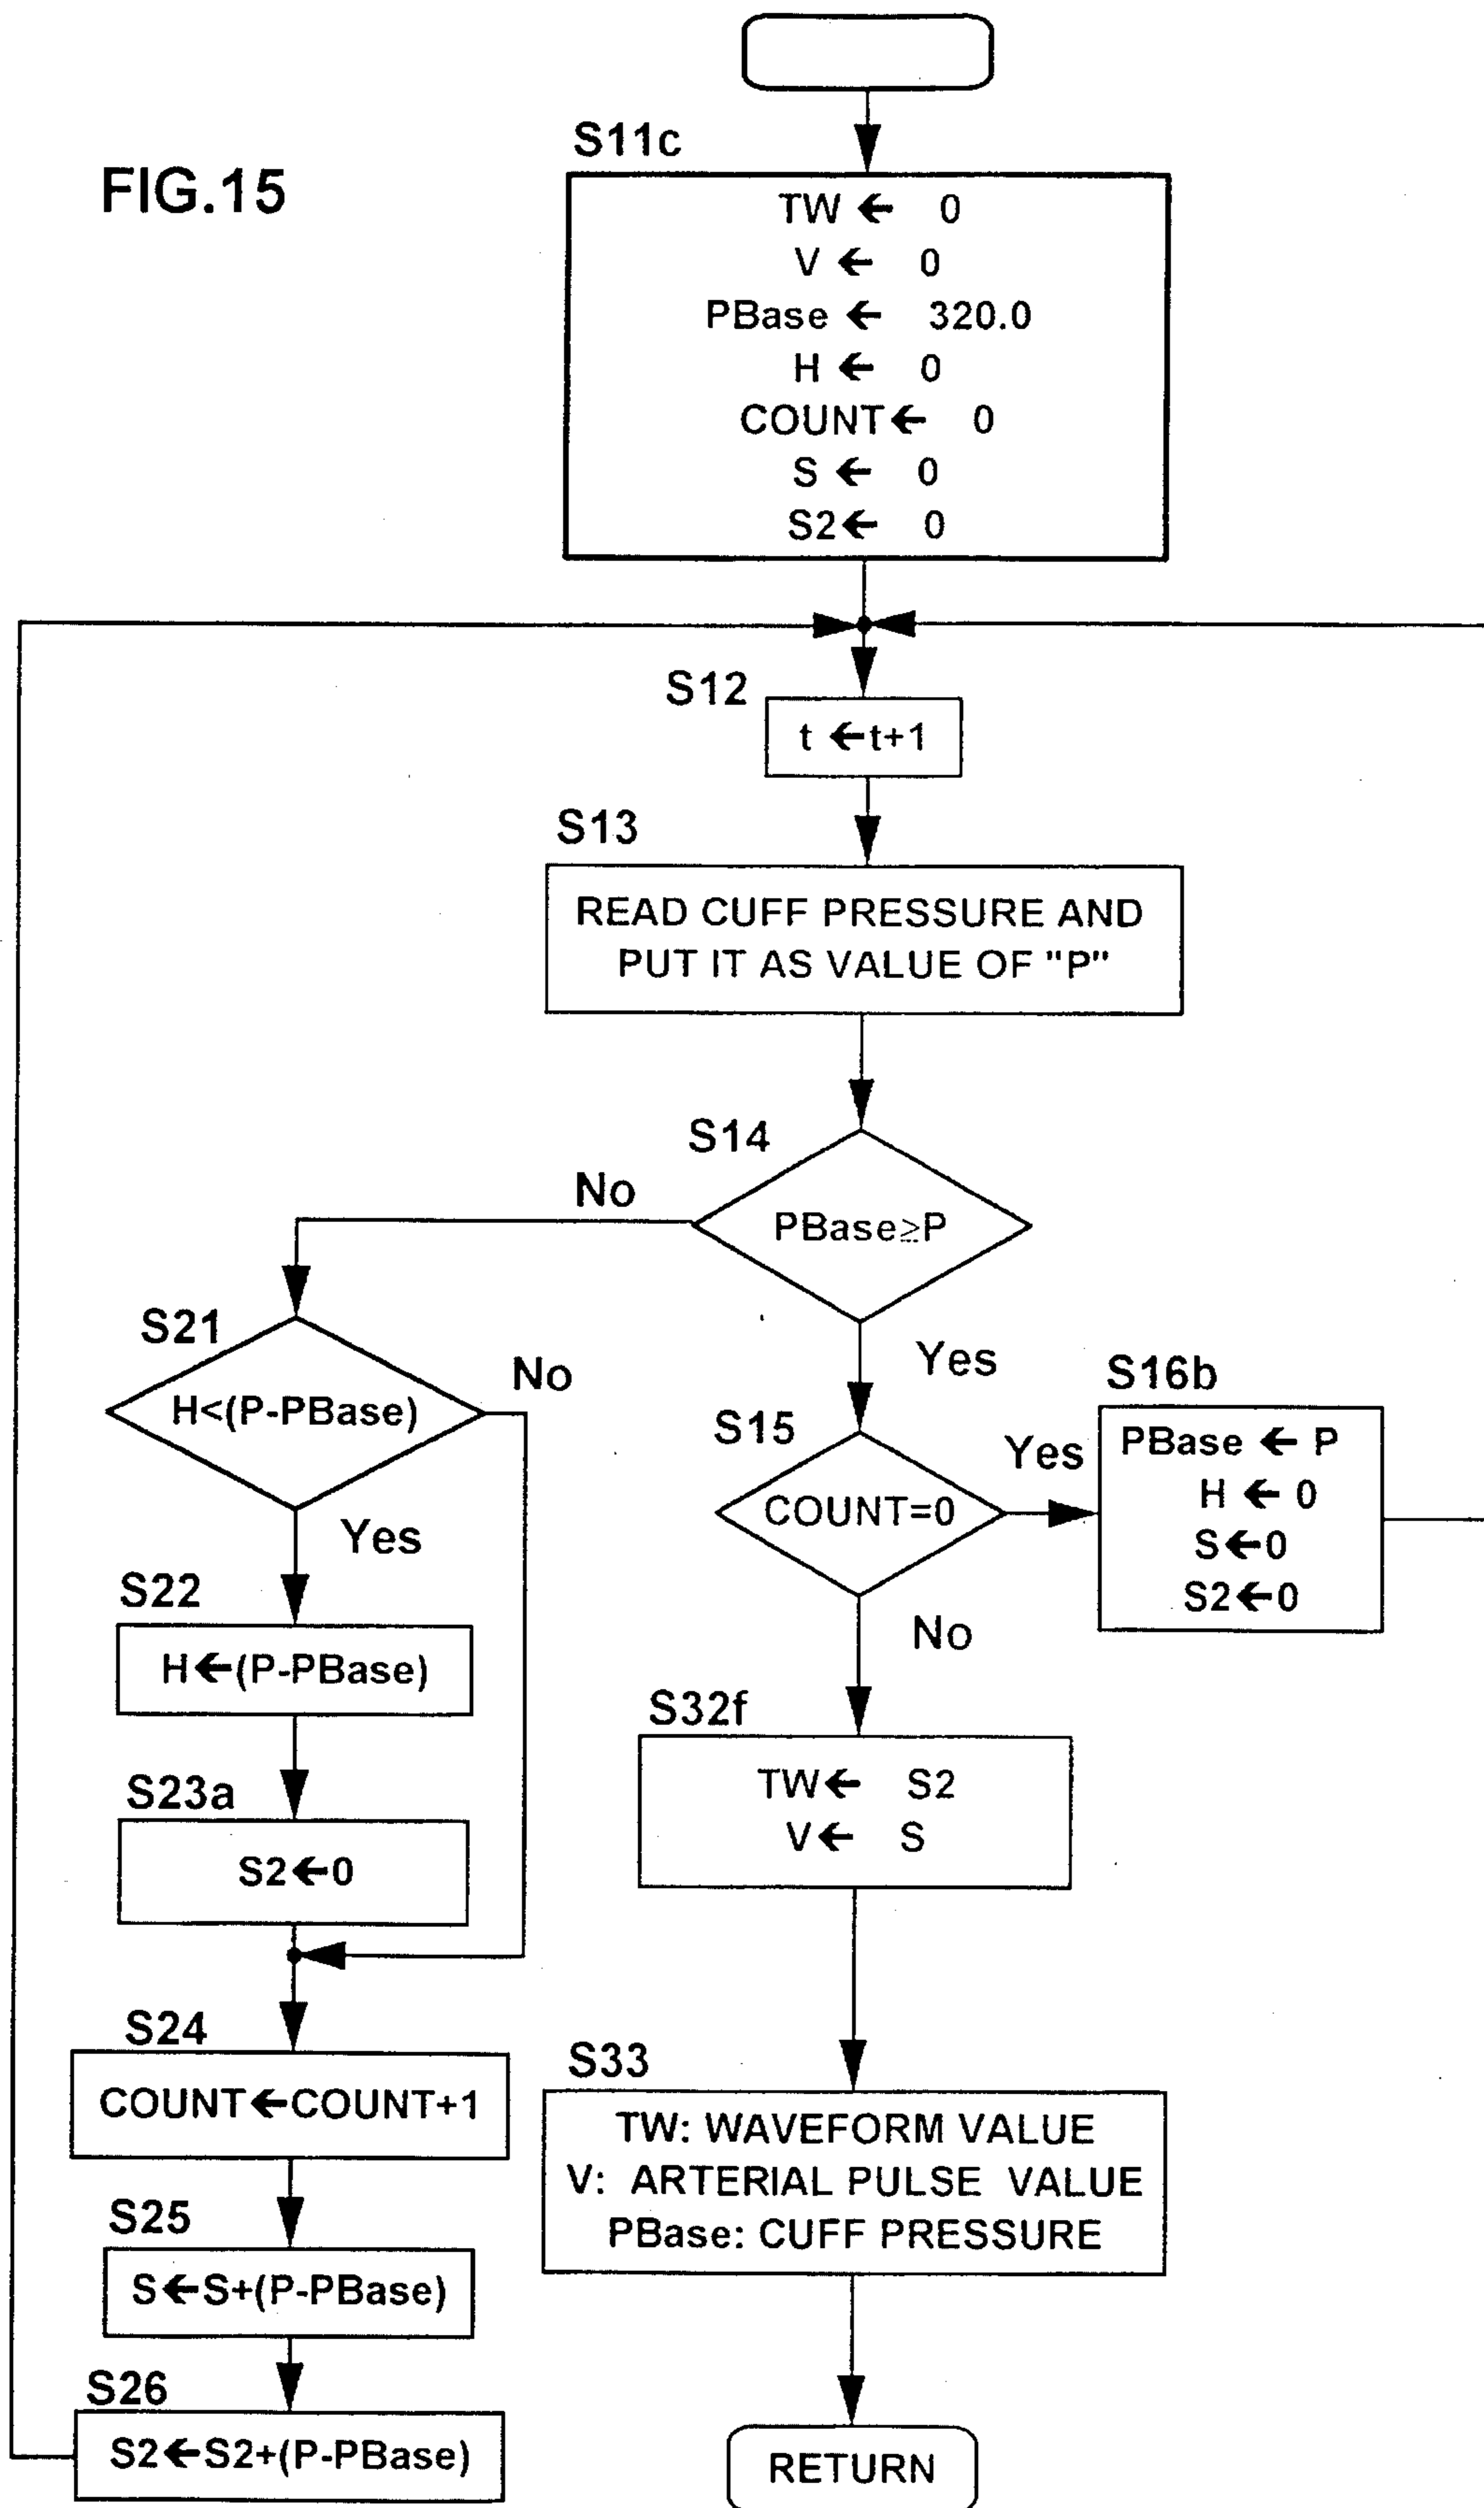 FIG.15
S11c
TW ← 0
V ← 0
PBase ← 320.0
H ← 0
COUNT← 0
S ← 0
S2← 0
S12
t ←t+1
S13
READ CUFF PRESSURE AND
PUT IT AS VALUE OF "P"
S14
No
PBase≧P
Yes
S21
No
H<(P-PBase)
Yes
S15
Yes
COUNT=0
No
S16b
PBase ← P
H ← 0
S←0
S2←0
S22
H←(P-PBase)
S23a
S2←0
S32f
TW← S2
V← S
S24
COUNT←COUNT+1
S33
TW: WAVEFORM VALUE
V: ARTERIAL PULSE VALUE
PBase: CUFF PRESSURE
S25
S←S+(P-PBase)
S26
S2←S2+(P-PBase)
RETURN